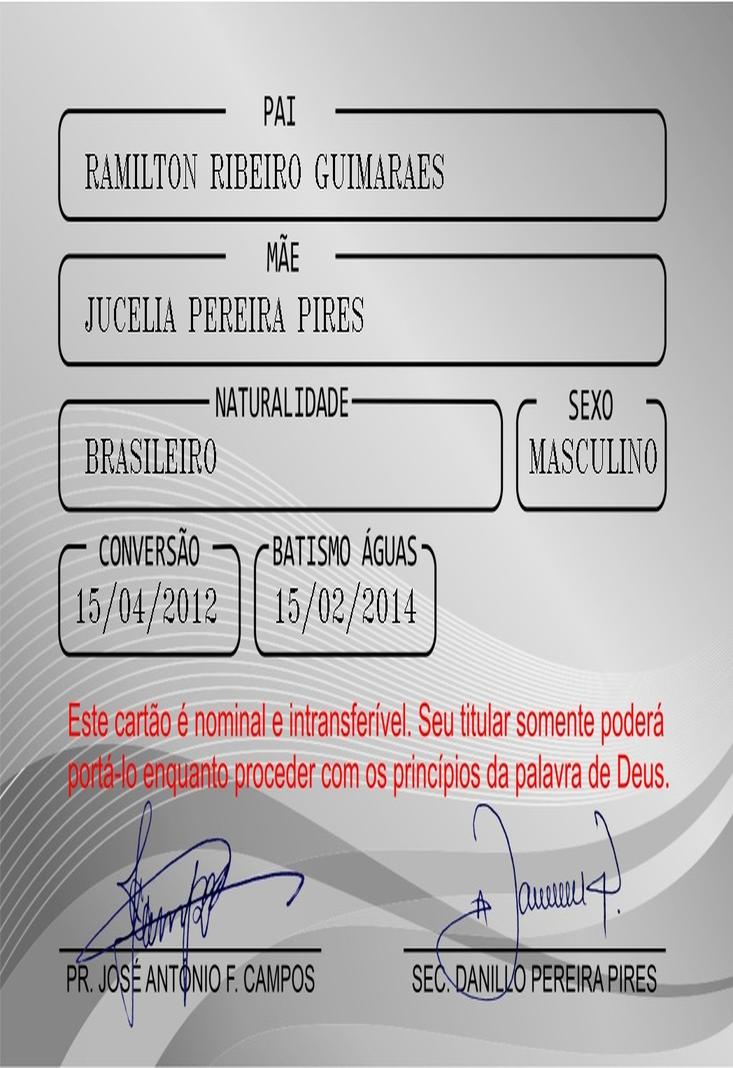 PAI
RAMILTON RIBEIRO GUIMARAES
MÃE
JUCELIA PEREIRA PIRES
NATURALIDADE
BRASILEIRO
SEXO
MASCULINO
CONVERSÃO
15/04/2012
BATISMO ÁGUAS
15/02/2014
Este cartão é nominal e intransferível. Seu titular somente poderá
portá-lo enquanto proceder com os princípios da palavra de Deus.
PR. JOSÉ ANTÔNIO F. CAMPOS
SEC. DANILLO PEREIRA PIRES